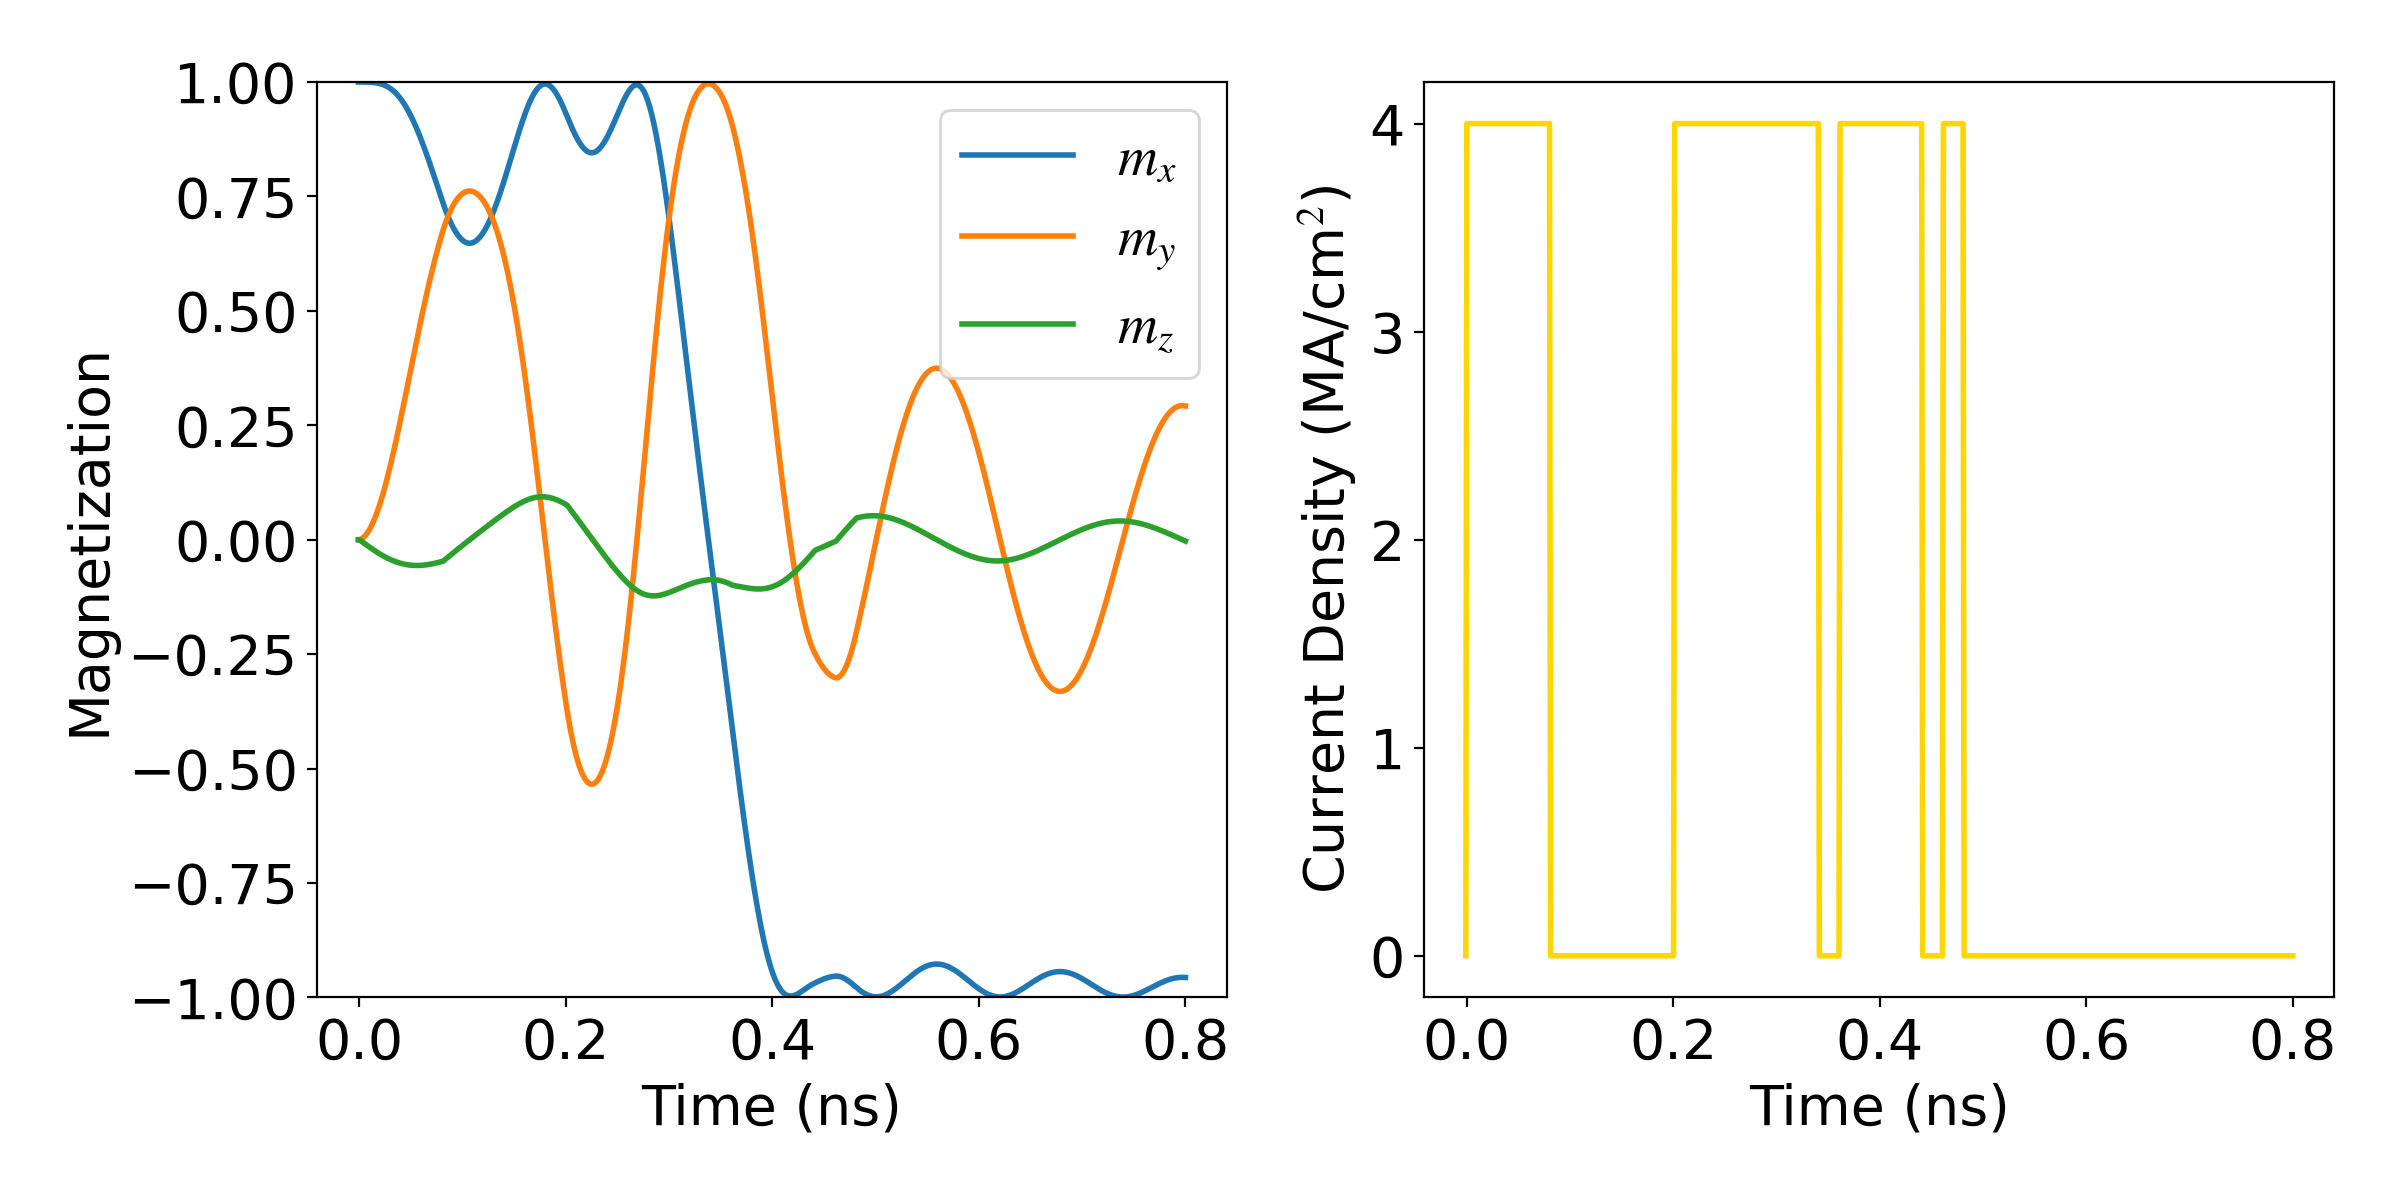 Magnetization
1.00
0.75
0.50
0.25
0.00
−0.25
−0.50
−0.75
−1.00
0.0 0.2 0.4 0.6 0.8
Time (ns)
mₓ
m_y
m_z
Current Density (MA/cm²)
4
3
2
1
0
0.0 0.2 0.4 0.6 0.8
Time (ns)